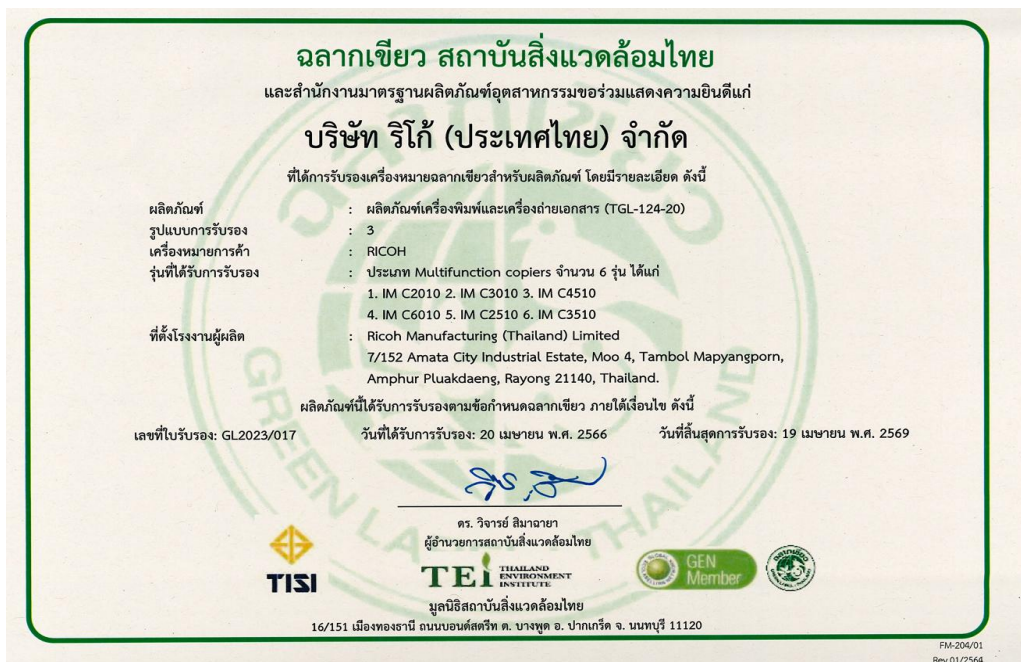 ฉลากเขียว สถาบันสิ่งแวดล้อมไทย
และสำนักงานมาตรฐานผลิตภัณฑ์อุตสาหกรรมขอร่วมแสดงความยินดีแก่
บริษัท ริโก้ (ประเทศไทย) จำกัด
ที่ได้การรับรองเครื่องหมายฉลากเขียวสำหรับผลิตภัณฑ์ โดยมีรายละเอียด ดังนี้
ผลิตภัณฑ์ : ผลิตภัณฑ์เครื่องพิมพ์และเครื่องถ่ายเอกสาร (TGL-124-20)
รูปแบบการรับรอง : 3
เครื่องหมายการค้า : RICOH
รุ่นที่ได้รับการรับรอง : ประเภท Multifunction copiers จำนวน 6 รุ่น ได้แก่
1. IM C2010 2. IM C3010 3. IM C4510
4. IM C6010 5. IM C2510 6. IM C3510
ที่ตั้งโรงงานผู้ผลิต : Ricoh Manufacturing (Thailand) Limited
7/152 Amata City Industrial Estate, Moo 4, Tambol Mapyangporn,
Amphur Pluakdaeng, Rayong 21140, Thailand.
ผลิตภัณฑ์นี้ได้รับการรับรองตามข้อกำหนดฉลากเขียว ภายใต้เงื่อนไข ดังนี้
เลขที่ใบรับรอง: GL2023/017 วันที่ได้รับการรับรอง: 20 เมษายน พ.ศ. 2566 วันที่สิ้นสุดการรับรอง: 19 เมษายน พ.ศ. 2569
ดร. วิจารย์ สิมาฉายา
ผู้อำนวยการสถาบันสิ่งแวดล้อมไทย
TISI
TEi THAILAND
ENVIRONMENT
INSTITUTE
GEN
Member
ฉลากเขียว
GREEN LABEL : THAILAND
มูลนิธิสถาบันสิ่งแวดล้อมไทย
16/151 เมืองทองธานี ถนนบอนด์สตรีท ต. บางพูด อ. ปากเกร็ด จ. นนทบุรี 11120
FM-204/01
Rev 01/2564